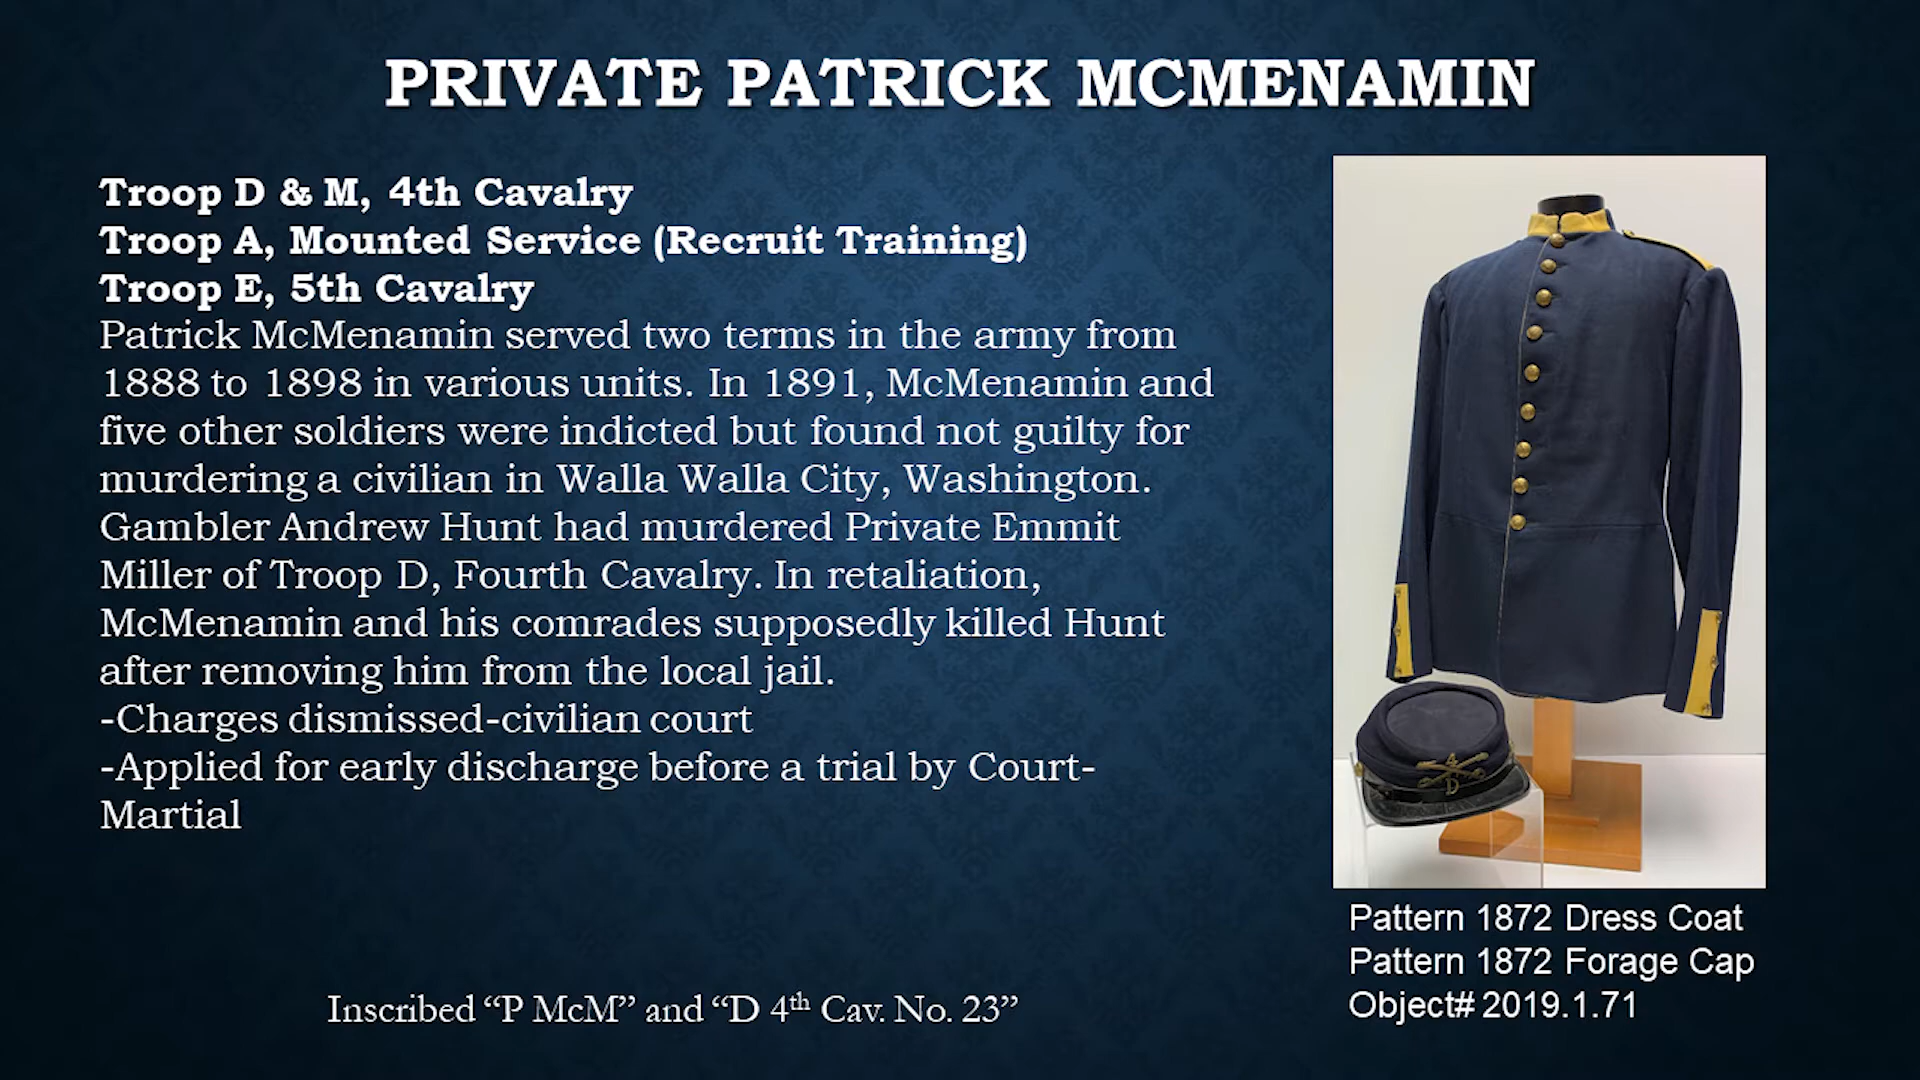 PRIVATE PATRICK MCMENAMIN
Troop D & M, 4th Cavalry
Troop A, Mounted Service (Recruit Training)
Troop E, 5th Cavalry
Patrick McMenamin served two terms in the army from
1888 to 1898 in various units. In 1891, McMenamin and
five other soldiers were indicted but found not guilty for
murdering a civilian in Walla Walla City, Washington.
Gambler Andrew Hunt had murdered Private Emmit
Miller of Troop D, Fourth Cavalry. In retaliation,
McMenamin and his comrades supposedly killed Hunt
after removing him from the local jail.
-Charges dismissed-civilian court
-Applied for early discharge before a trial by Court-
Martial
4
D
Pattern 1872 Dress Coat
Pattern 1872 Forage Cap
Object# 2019.1.71
Inscribed “P McM” and “D 4th Cav. No. 23”